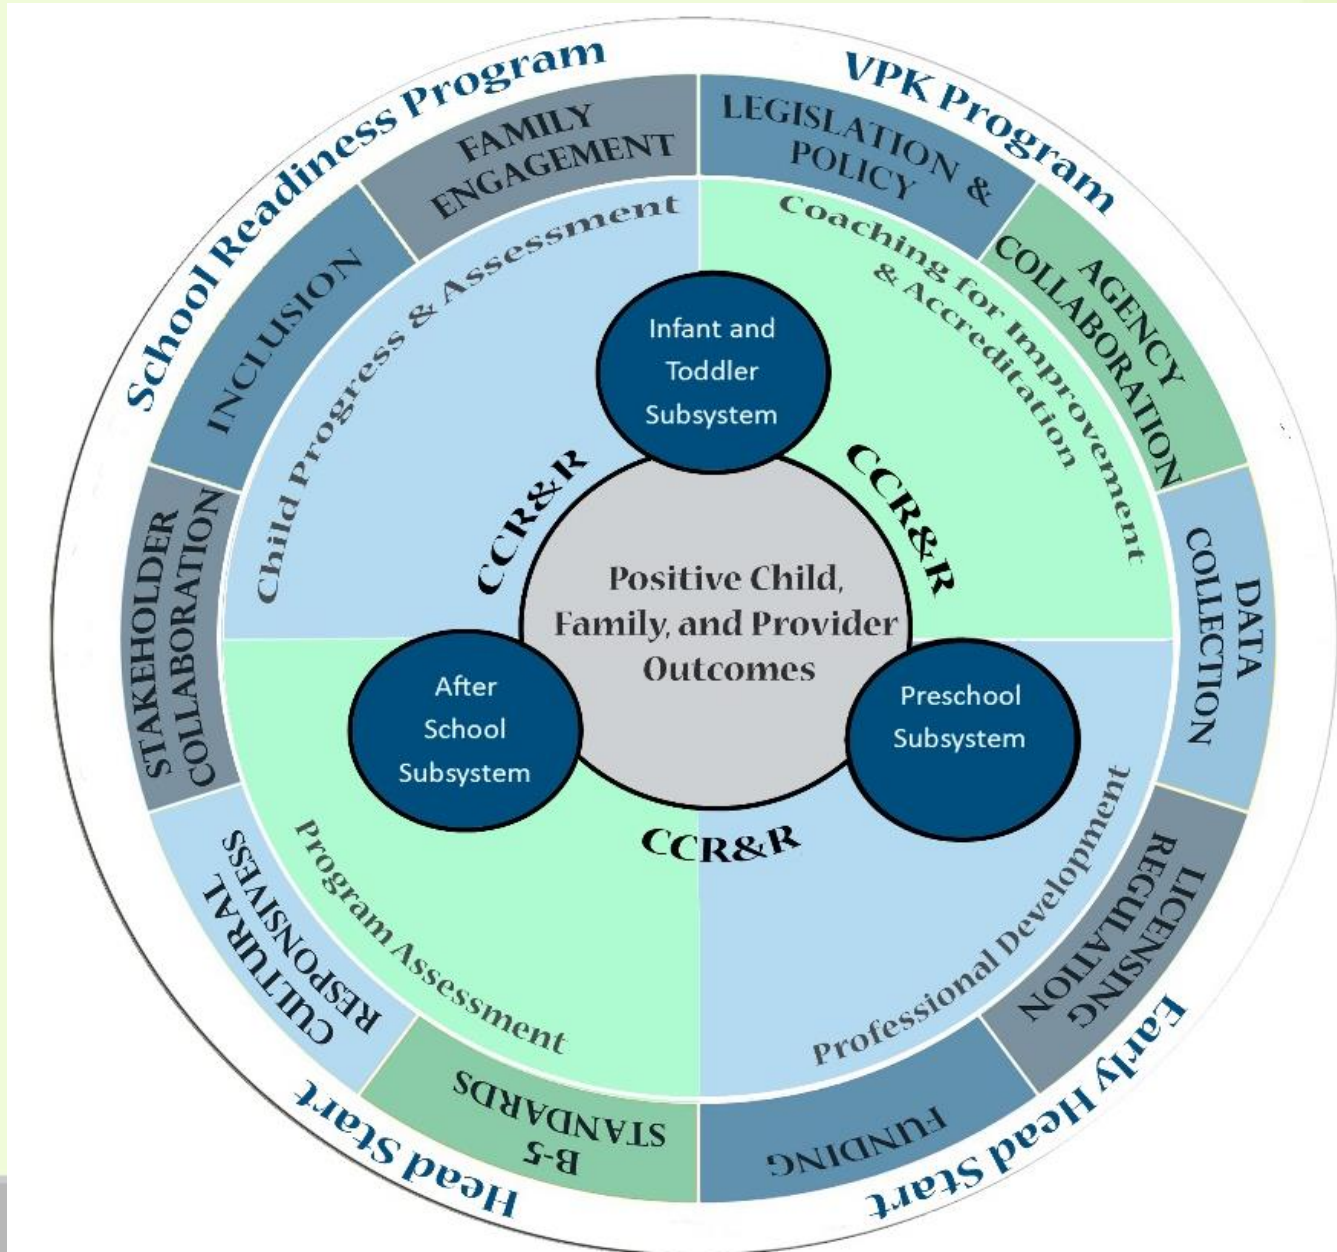 School Readiness Program
VPK Program
Early Head Start
Head Start
FAMILY
ENGAGEMENT
LEGISLATION &
POLICY
AGENCY
COLLABORATION
DATA
COLLECTION
LICENSING
REGULATION
FUNDING
B-5
STANDARDS
CULTURAL
RESPONSIVESS
STAKEHOLDER
COLLABORATION
INCLUSION
Child Progress & Assessment
Coaching for Improvement
& Accreditation
Professional Development
Program Assessment
Infant and
Toddler
Subsystem
CCR&R
CCR&R
Positive Child,
Family, and Provider
Outcomes
After
School
Subsystem
Preschool
Subsystem
CCR&R